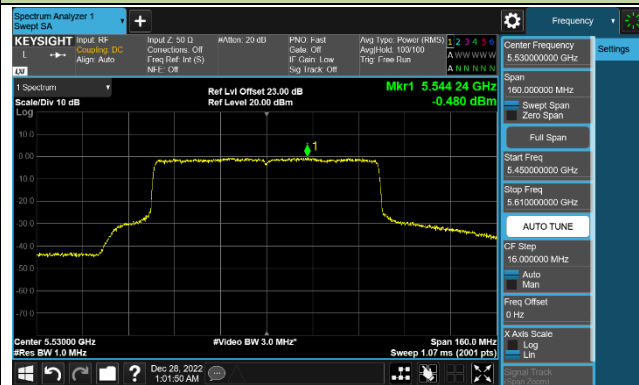 Spectrum Analyzer 1
Swept SA
Frequency
KEYSIGHT
Input: RF
Coupling: DC
Align: Auto
Input Z: 50 Ω
Corrections: Off
Freq Ref: Int (S)
NFE: Off
#Atten: 20 dB
PNO: Fast
Gate: Off
IF Gain: Low
Sig Track: Off
Avg Type: Power (RMS)
Avg|Hold: 100/100
Trig: Free Run
1 2 3 4 5 6
A W W W W W
A N N N N N
L
LXI
1 Spectrum
Scale/Div 10 dB
Log
Ref Lvl Offset 23.00 dB
Ref Level 20.00 dBm
Mkr1 5.544 24 GHz
-0.480 dBm
10.0
0.00
-10.0
-20.0
-30.0
-40.0
-50.0
-60.0
-70.0
1
Center 5.53000 GHz
#Res BW 1.0 MHz
#Video BW 3.0 MHz*
Span 160.0 MHz
Sweep 1.07 ms (2001 pts)
Center Frequency
5.530000000 GHz
Span
160.000000 MHz
Swept Span
Zero Span
Full Span
Start Freq
5.450000000 GHz
Stop Freq
5.610000000 GHz
AUTO TUNE
CF Step
16.000000 MHz
Auto
Man
Freq Offset
0 Hz
X Axis Scale
Log
Lin
Signal Track
(Span Zoom)
Settings
Dec 28, 2022
1:01:50 AM